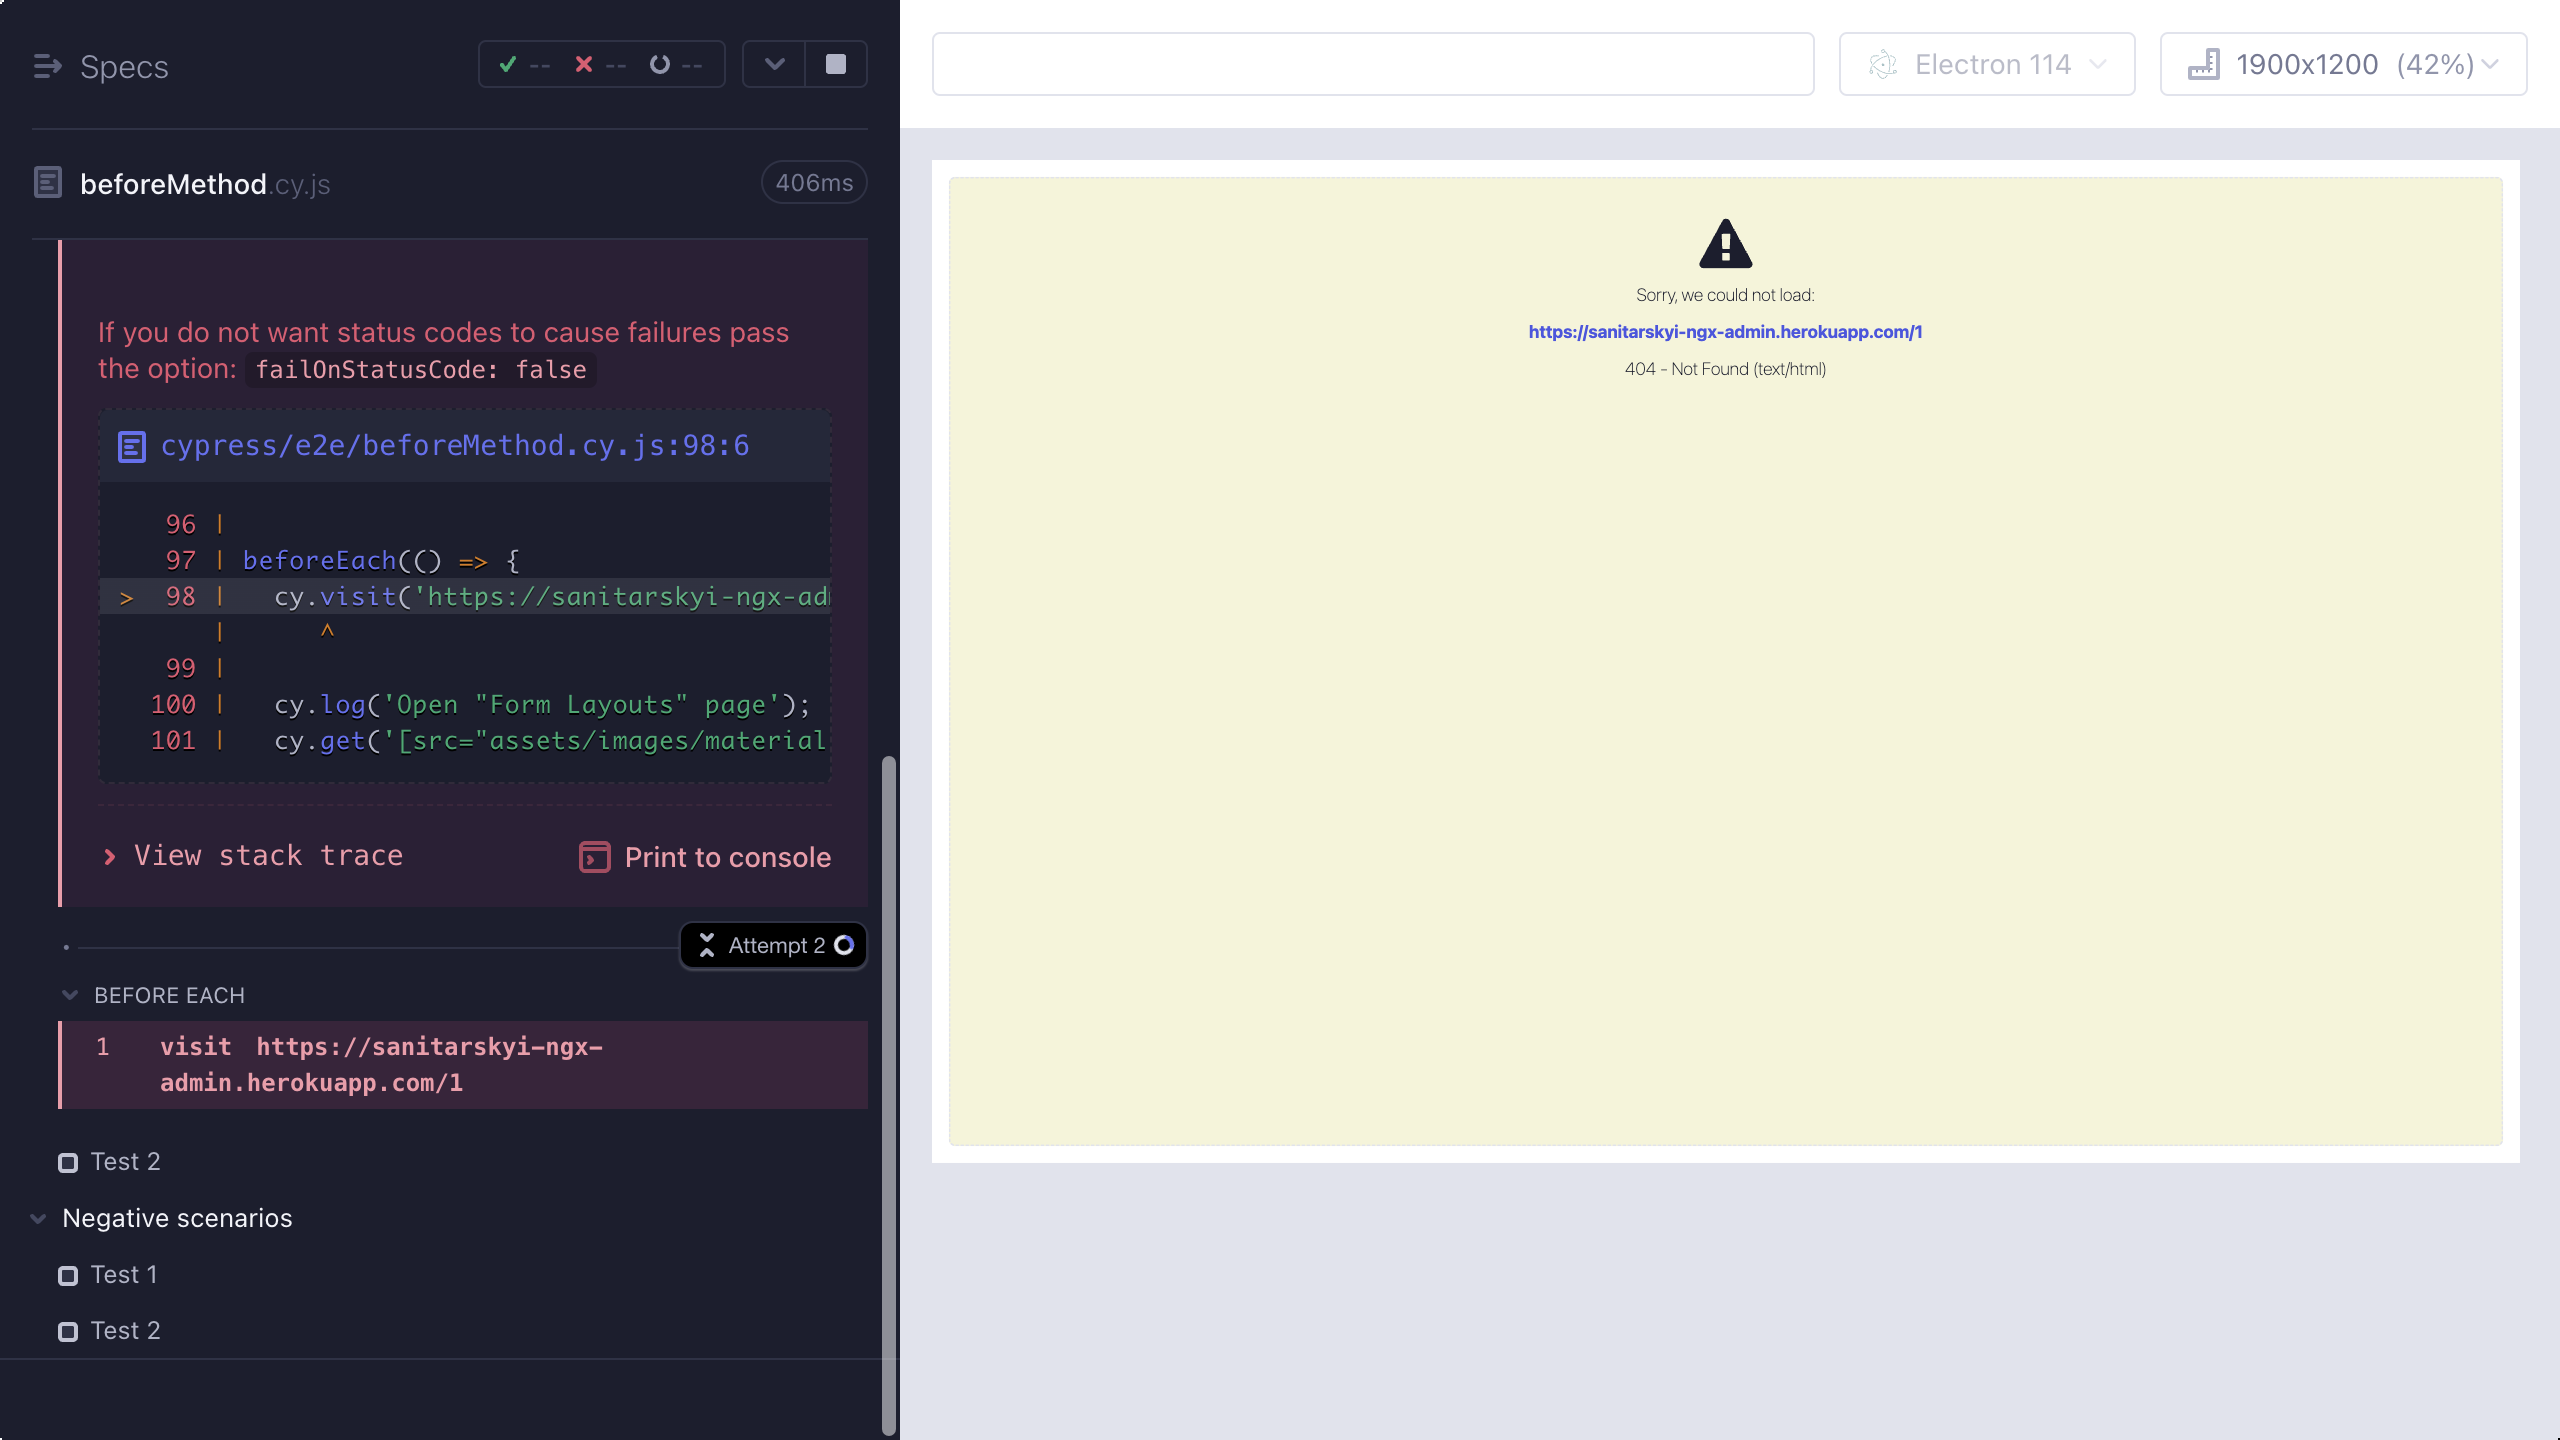 Specs
-- -- --
beforeMethod.cy.js
406ms
If you do not want status codes to cause failures pass
the option: failOnStatusCode: false
cypress/e2e/beforeMethod.cy.js:98:6
96 |
97 | beforeEach(() => {
> 98 | cy.visit('https://sanitarskyi-ngx-ad
| ^
99 |
100 | cy.log('Open "Form Layouts" page');
101 | cy.get('[src="assets/images/material
View stack trace
Print to console
Attempt 2
BEFORE EACH
1 visit https://sanitarskyi-ngx-
admin.herokuapp.com/1
Test 2
Negative scenarios
Test 1
Test 2
Electron 114
1900x1200 (42%)
Sorry, we could not load:
https://sanitarskyi-ngx-admin.herokuapp.com/1
404 - Not Found (text/html)